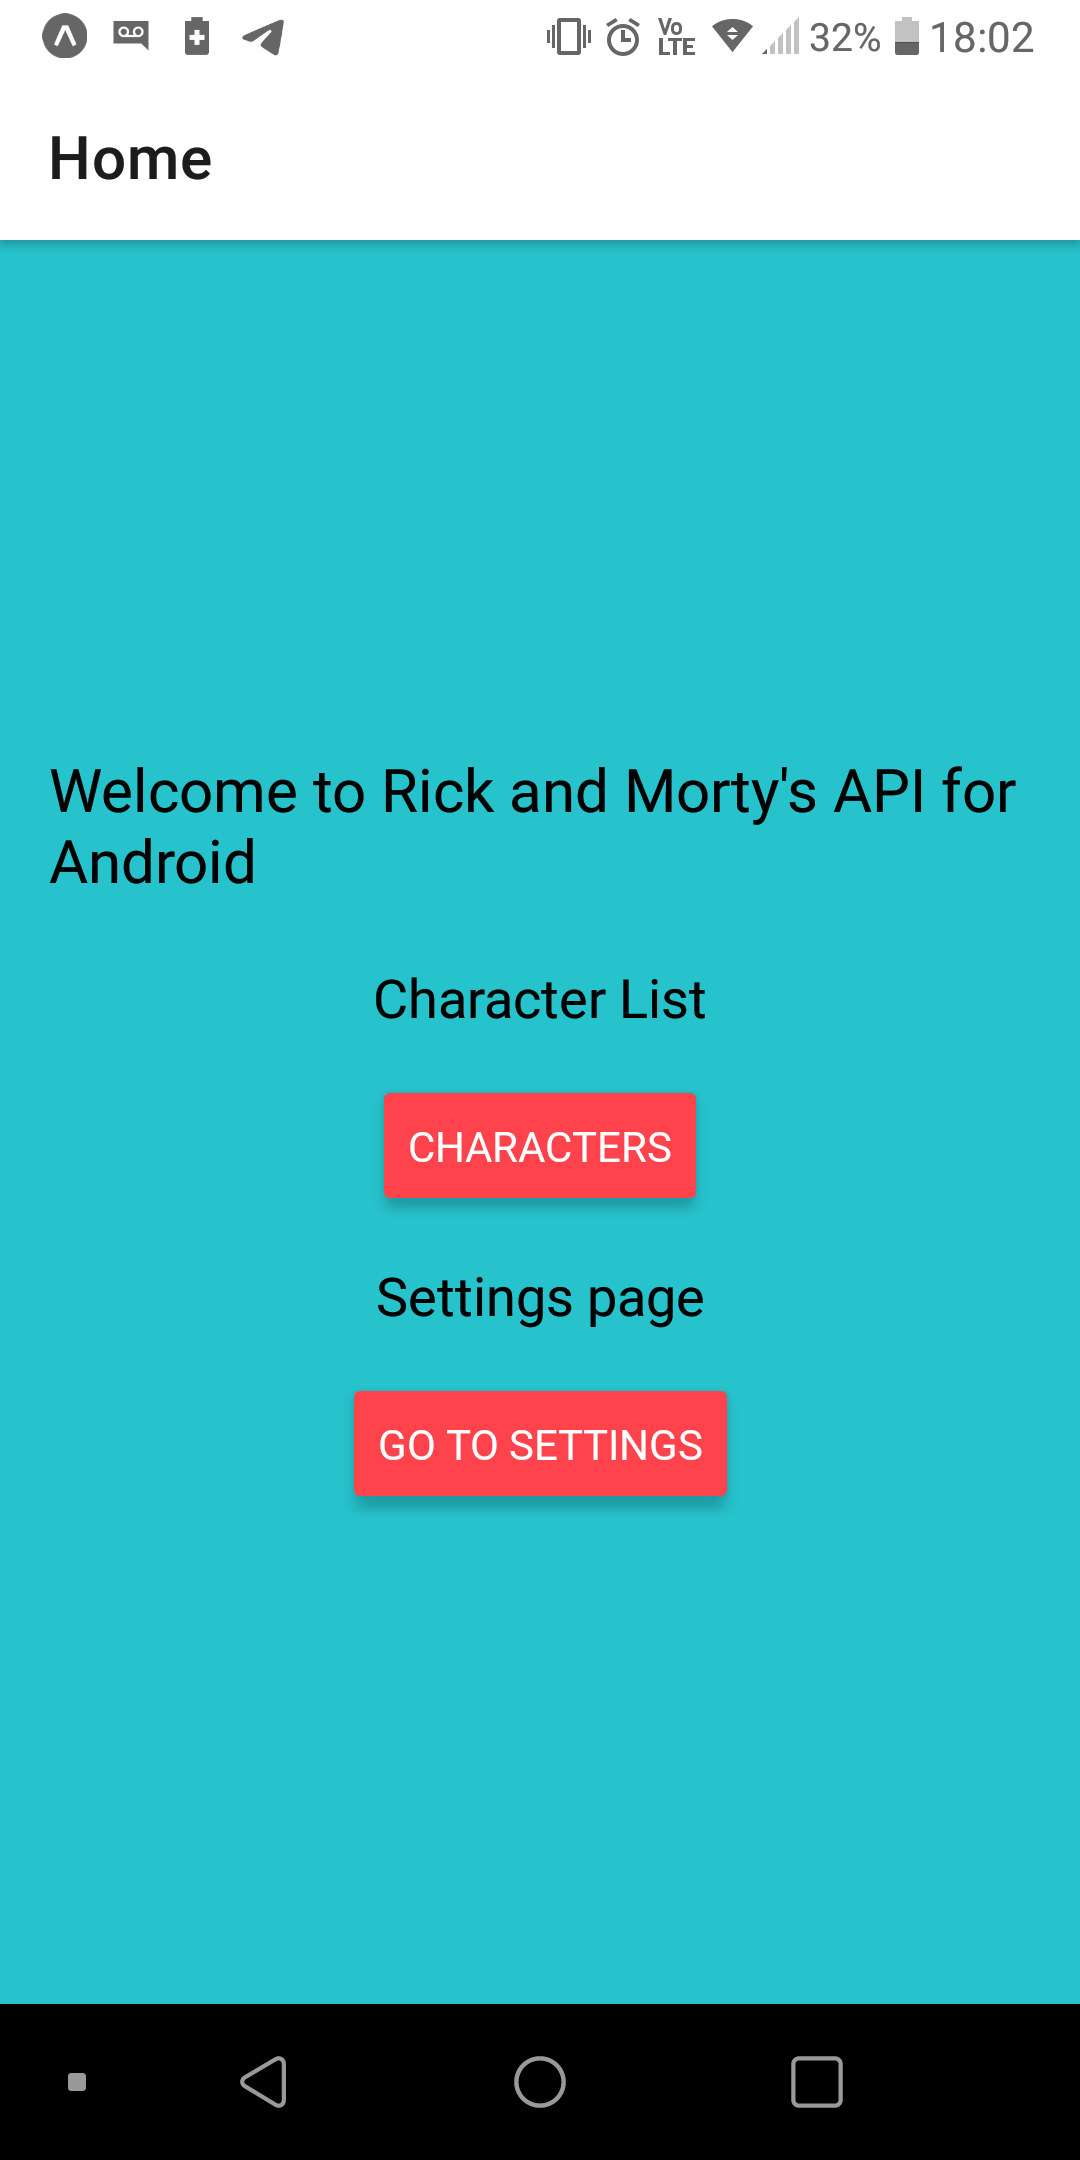 Vo
LTE
32%
18:02
Home
Welcome to Rick and Morty's API for
Android
Character List
CHARACTERS
Settings page
GO TO SETTINGS